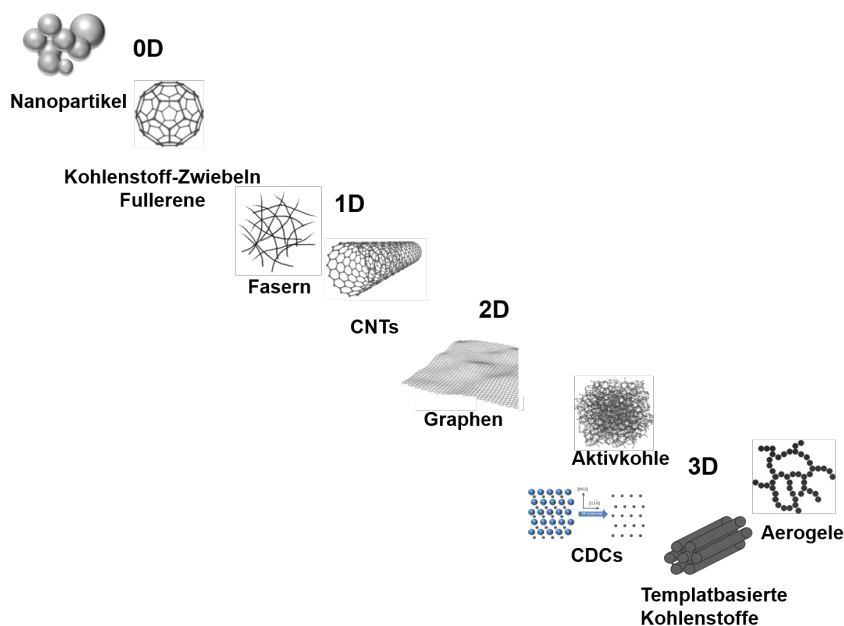 0D
Nanopartikel
Kohlenstoff-Zwiebeln
Fullerene
1D
Fasern
CNTs
2D
Graphen
Aktivkohle
3D
Aerogele
CDCs
Templatbasierte
Kohlenstoffe